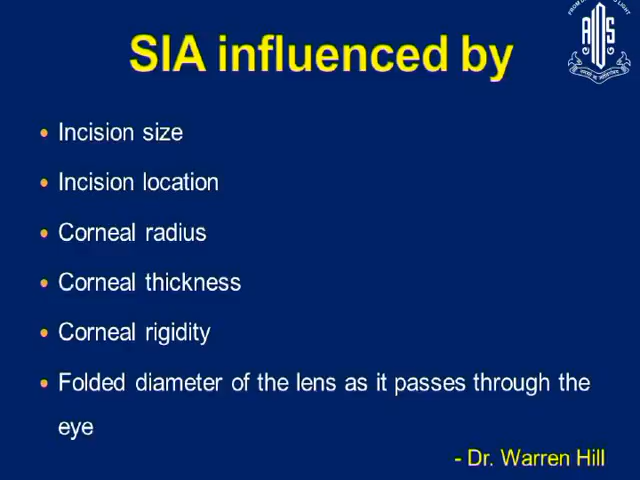 SIA influenced by
• Incision size
• Incision location
• Corneal radius
• Corneal thickness
• Corneal rigidity
• Folded diameter of the lens as it passes through the
eye
- Dr. Warren Hill